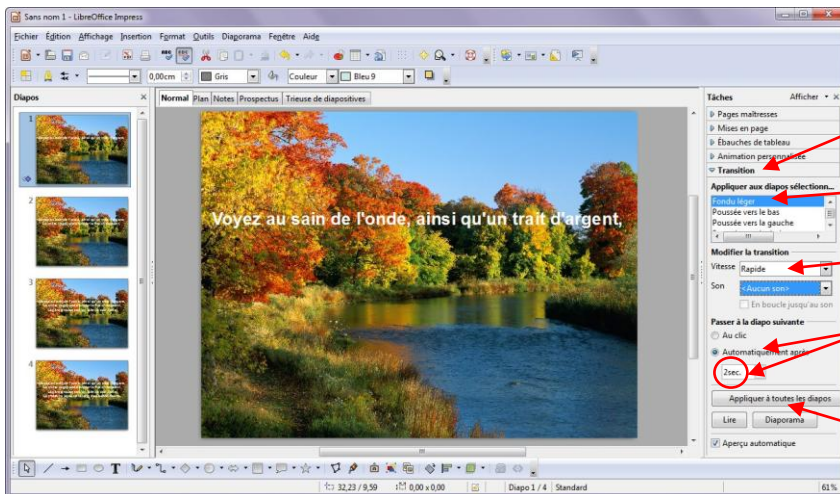 Sans nom 1 - LibreOffice Impress
Fichier Édition Affichage Insertion Format Outils Diaporama Fenêtre Aide
0,00cm Gris Couleur Bleu 9
Diapos
Normal Plan Notes Prospectus Trieuse de diapositives
Tâches Afficher
Pages maîtresses
Mises en page
Ébauches de tableau
Animation personnalisée
Transition
Appliquer aux diapos sélectionn...
Fondu léger
Poussée vers le bas
Poussée vers la gauche
Modifier la transition
Vitesse Rapide
Son <Aucun son>
En boucle jusqu'au son
Passer à la diapo suivante
Au clic
Automatiquement après
2sec.
Appliquer à toutes les diapos
Lire Diaporama
Aperçu automatique
1
2
3
4
Voyez au sain de l'onde, ainsi qu'un trait d'argent,
32,23 / 9,59 0,00 x 0,00 Diapo 1 / 4 Standard 61%